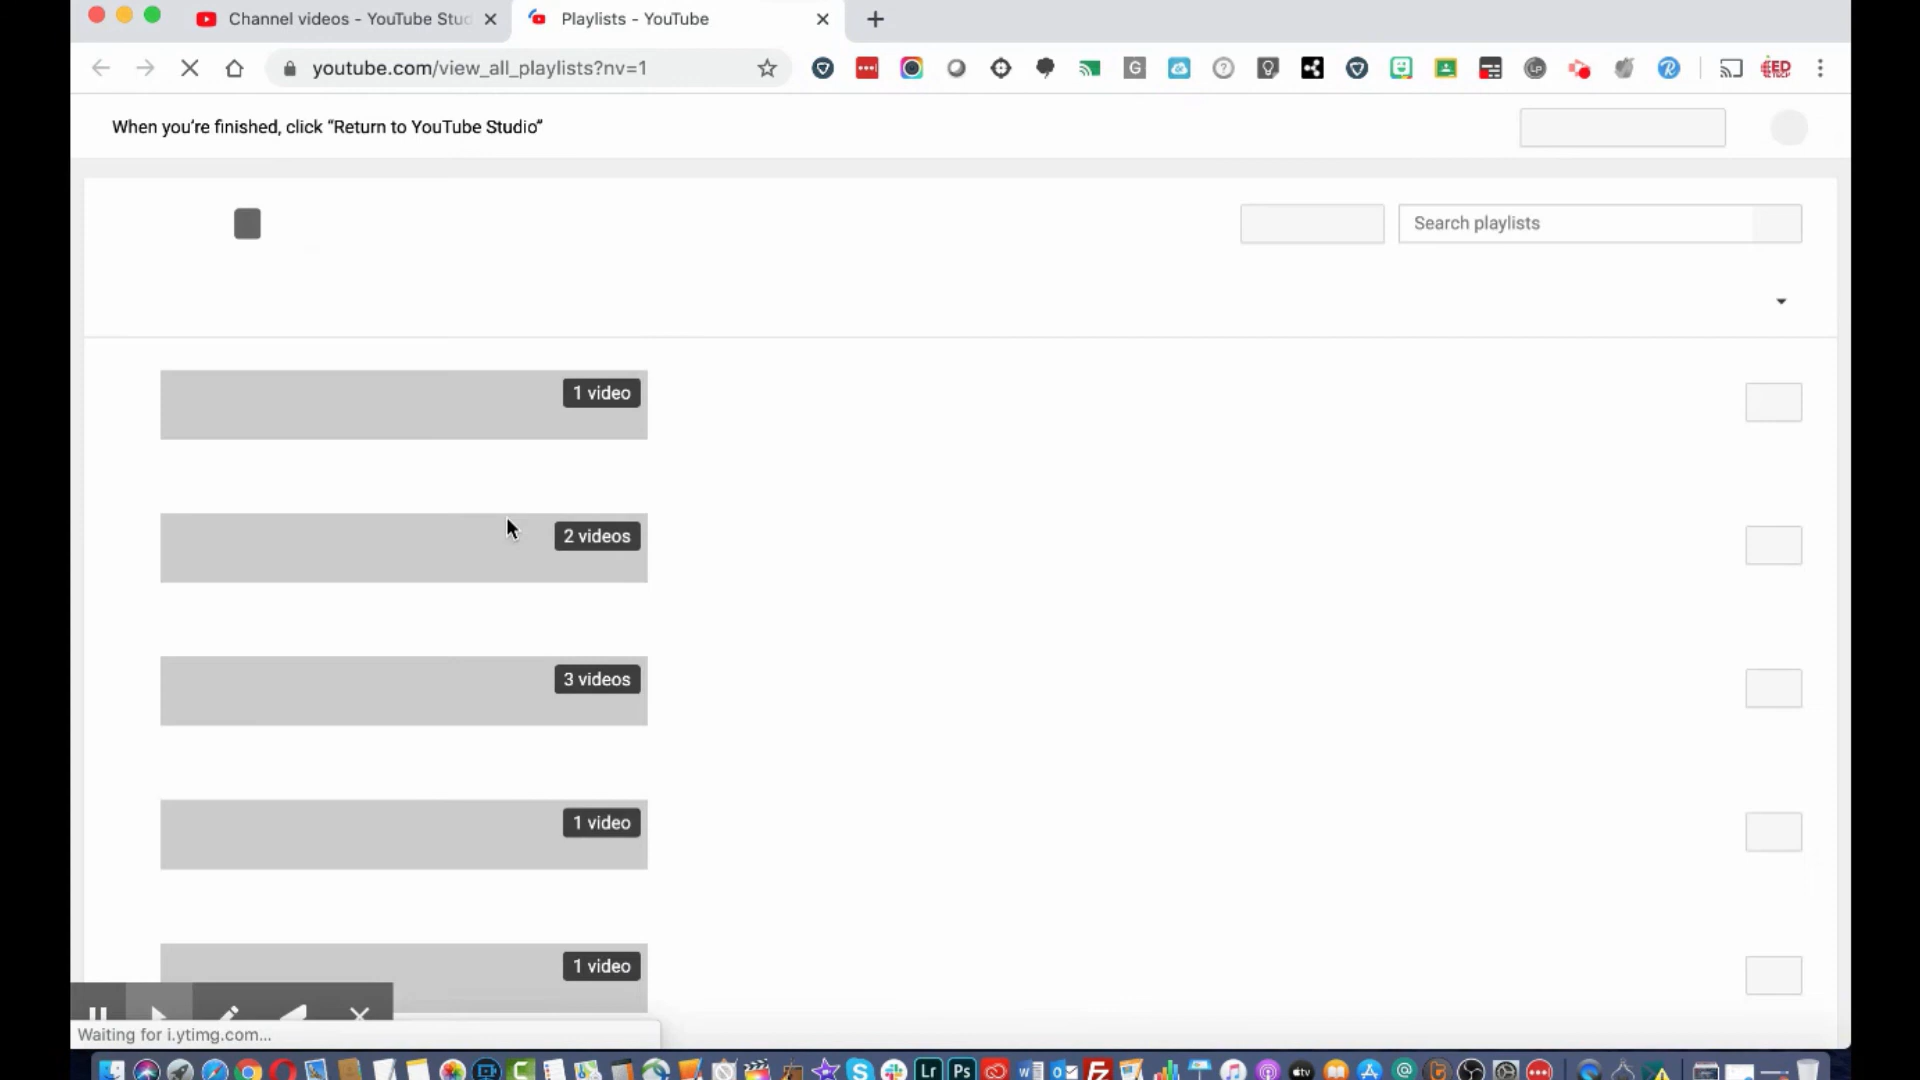 Channel videos - YouTube Stud
Playlists - YouTube
youtube.com/view_all_playlists?nv=1
When you're finished, click “Return to YouTube Studio”
Search playlists
1 video
2 videos
3 videos
1 video
1 video
Waiting for i.ytimg.com...